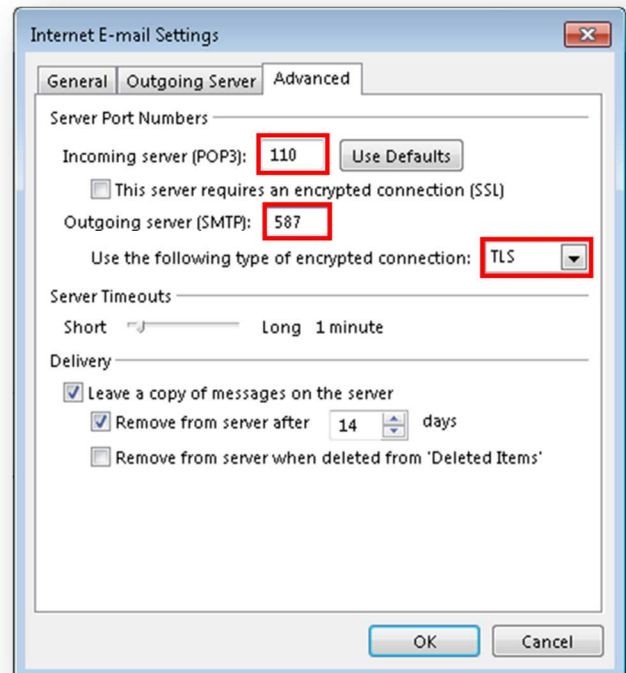 Internet E-mail Settings
General Outgoing Server Advanced
Server Port Numbers
Incoming server (POP3): 110 Use Defaults
This server requires an encrypted connection (SSL)
Outgoing server (SMTP): 587
Use the following type of encrypted connection: TLS
Server Timeouts
Short Long 1 minute
Delivery
Leave a copy of messages on the server
Remove from server after 14 days
Remove from server when deleted from 'Deleted Items'
OK Cancel